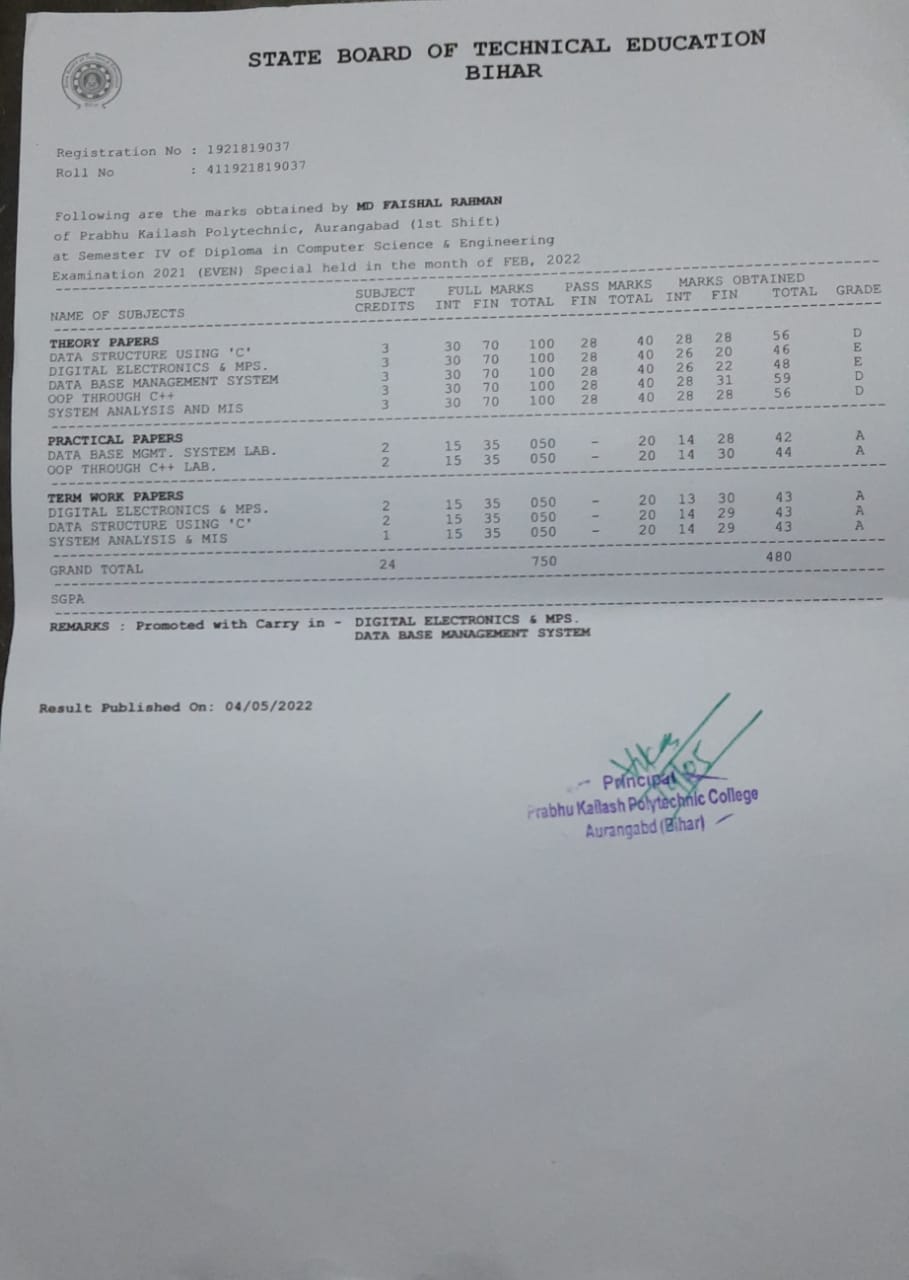 STATE BOARD OF TECHNICAL EDUCATION
BIHAR
Registration No : 1921819037
Roll No : 411921819037
Following are the marks obtained by MD FAISHAL RAHMAN
of Prabhu Kailash Polytechnic, Aurangabad (1st Shift)
at Semester IV of Diploma in Computer Science & Engineering
Examination 2021 (EVEN) Special held in the month of FEB, 2022
SUBJECT FULL MARKS PASS MARKS MARKS OBTAINED
NAME OF SUBJECTS CREDITS INT FIN TOTAL FIN TOTAL INT FIN TOTAL GRADE
THEORY PAPERS
DATA STRUCTURE USING 'C' 3 30 70 100 28 40 28 28 56 D
DIGITAL ELECTRONICS & MPS. 3 30 70 100 28 40 26 20 46 E
DATA BASE MANAGEMENT SYSTEM 3 30 70 100 28 40 26 22 48 E
OOP THROUGH C++ 3 30 70 100 28 40 28 31 59 D
SYSTEM ANALYSIS AND MIS 3 30 70 100 28 40 28 28 56 D
PRACTICAL PAPERS
DATA BASE MGMT. SYSTEM LAB. 2 15 35 050 - 20 14 28 42 A
OOP THROUGH C++ LAB. 2 15 35 050 - 20 14 30 44 A
TERM WORK PAPERS
DIGITAL ELECTRONICS & MPS. 2 15 35 050 - 20 13 30 43 A
DATA STRUCTURE USING 'C' 2 15 35 050 - 20 14 29 43 A
SYSTEM ANALYSIS & MIS 1 15 35 050 - 20 14 29 43 A
GRAND TOTAL 24 750 480
SGPA
REMARKS : Promoted with Carry in - DIGITAL ELECTRONICS & MPS.
DATA BASE MANAGEMENT SYSTEM
Result Published On: 04/05/2022
Principal
Prabhu Kailash Polytechnic College
Aurangabd (Bihar)